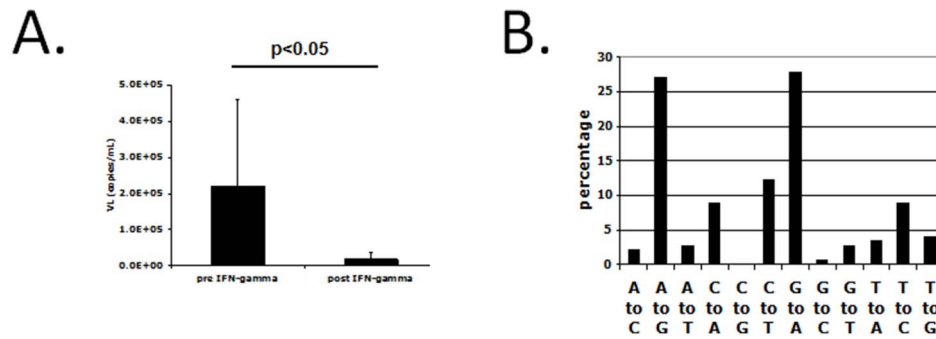 A.
p<0.05
VL (copies/mL)
5.0E+05
4.0E+05
3.0E+05
2.0E+05
1.0E+05
0.0E+00
pre IFN-gamma
post IFN-gamma
B.
percentage
30
25
20
15
10
5
0
A to C
A to G
A to T
C to A
C to G
C to T
G to A
G to C
G to T
T to A
T to C
T to G